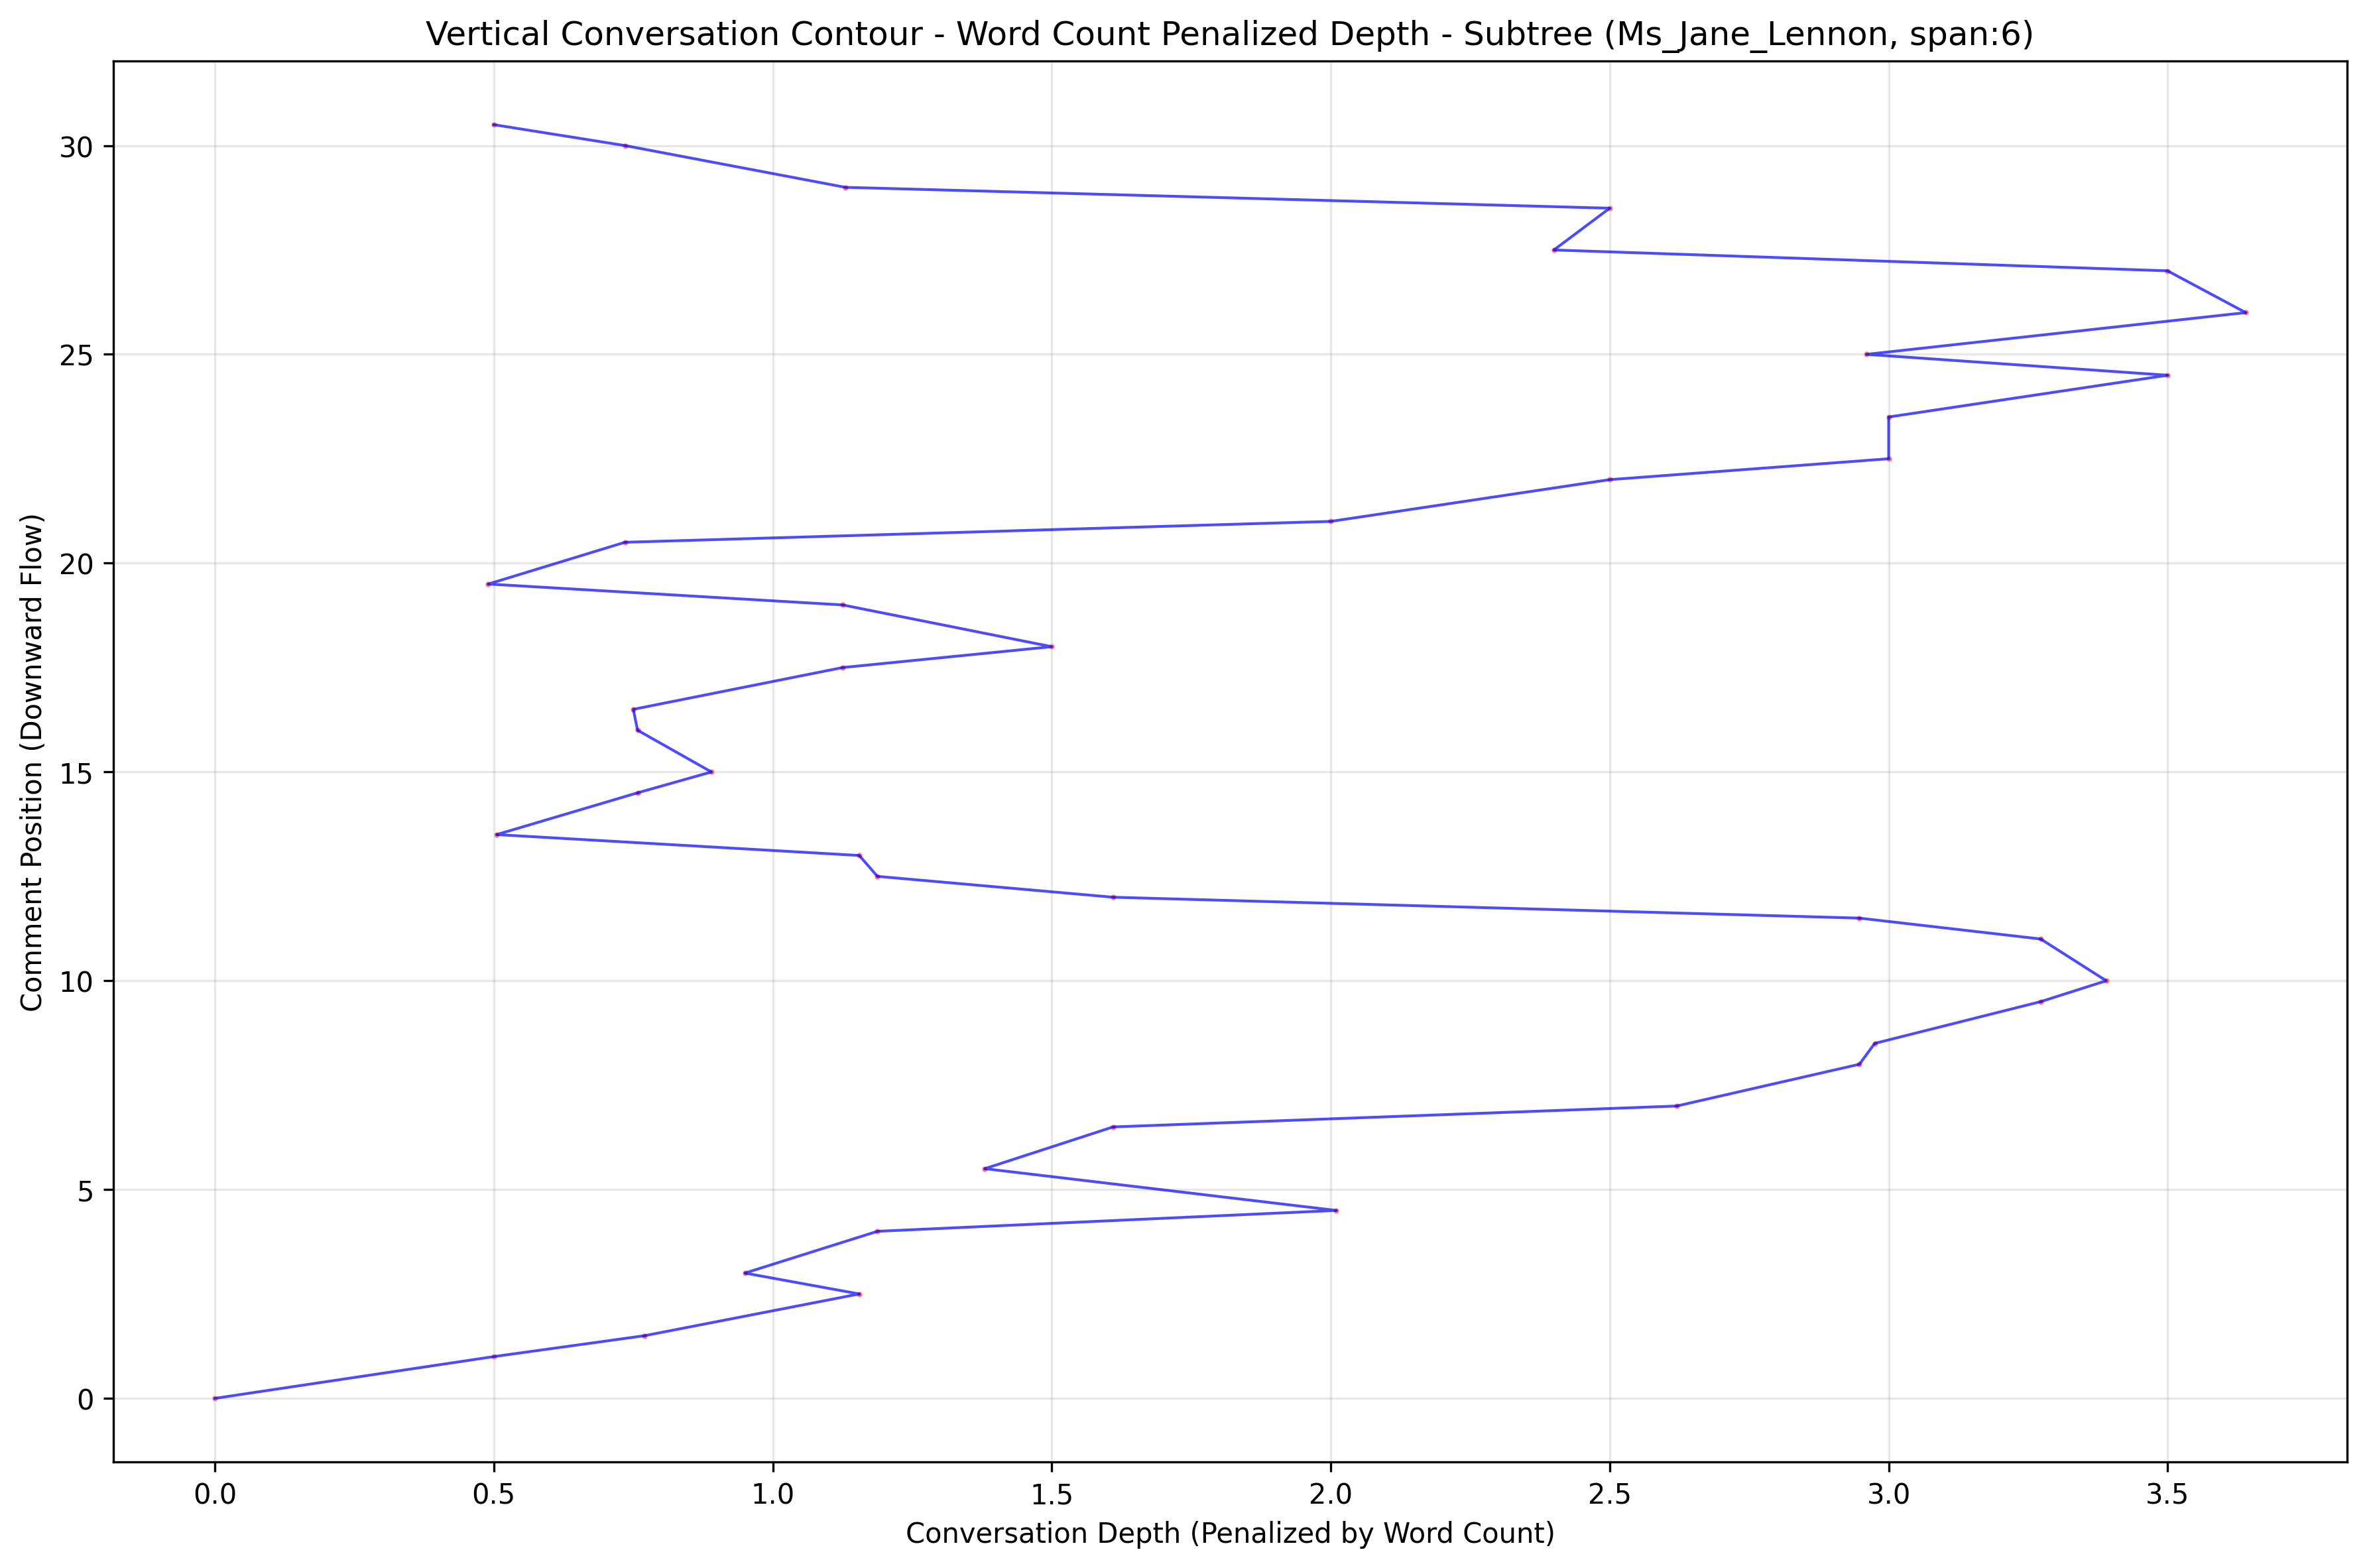 Vertical Conversation Contour - Word Count Penalized Depth - Subtree (Ms_Jane_Lennon, span:6)
Comment Position (Downward Flow)
30
25
20
15
10
5
0
0.0 0.5 1.0 1.5 2.0 2.5 3.0 3.5
Conversation Depth (Penalized by Word Count)